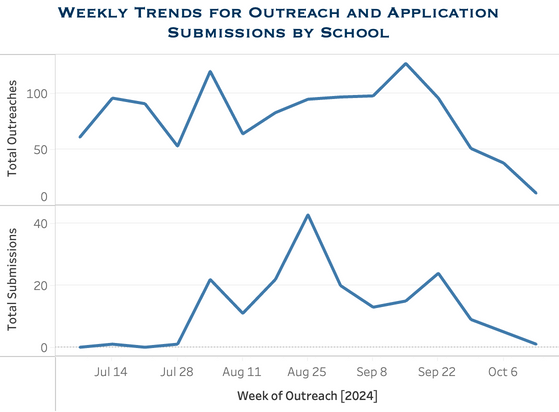 Weekly Trends for Outreach and Application
Submissions by School
Total Outreaches
100
50
0
Total Submissions
40
20
0
Jul 14 Jul 28 Aug 11 Aug 25 Sep 8 Sep 22 Oct 6
Week of Outreach [2024]